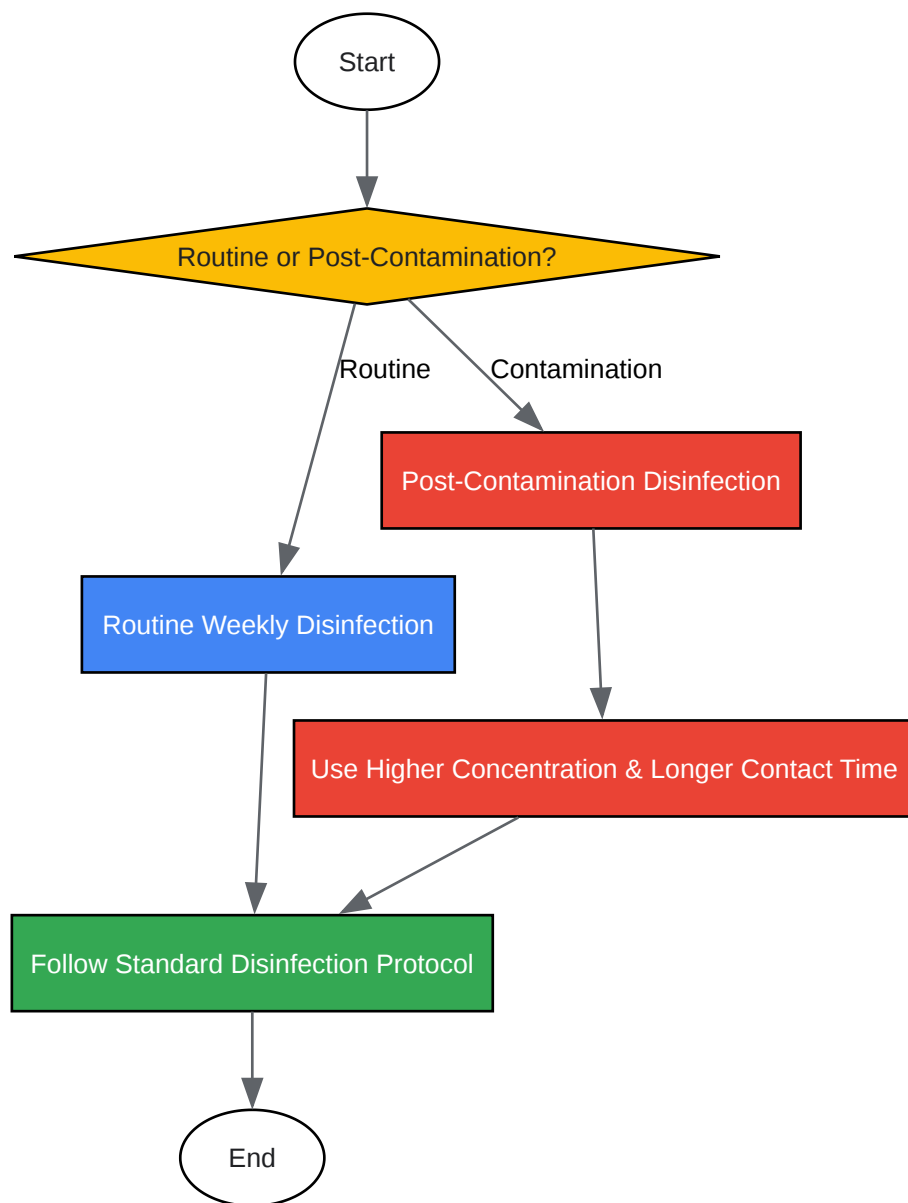 Start
Routine or Post-Contamination?
Routine
Contamination
Post-Contamination Disinfection
Routine Weekly Disinfection
Use Higher Concentration & Longer Contact Time
Follow Standard Disinfection Protocol
End